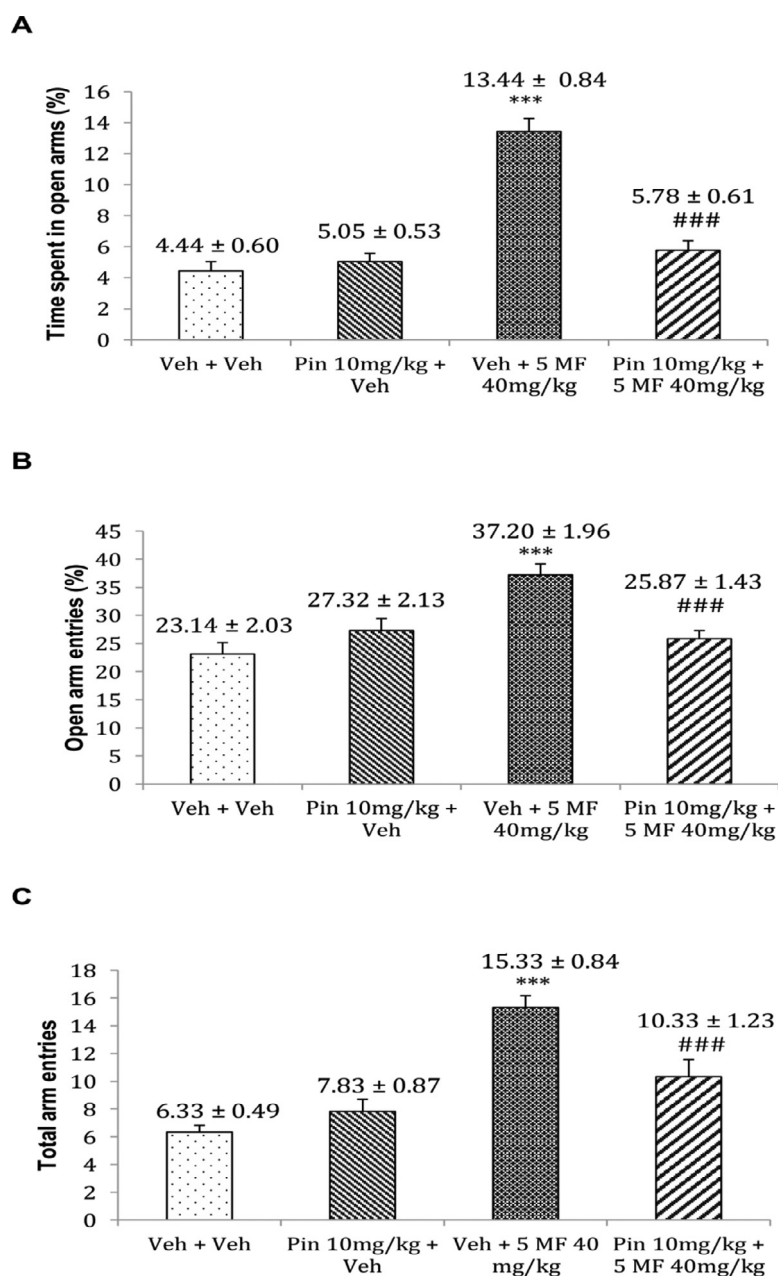 A
Time spent in open arms (%)
16
14
12
10
8
6
4
2
0
4.44 ± 0.60
5.05 ± 0.53
13.44 ± 0.84
***
5.78 ± 0.61
###
Veh + Veh
Pin 10mg/kg +
Veh
Veh + 5 MF
40mg/kg
Pin 10mg/kg +
5 MF 40mg/kg
B
Open arm entries (%)
45
40
35
30
25
20
15
10
5
0
23.14 ± 2.03
27.32 ± 2.13
37.20 ± 1.96
***
25.87 ± 1.43
###
Veh + Veh
Pin 10mg/kg +
Veh
Veh + 5 MF
40mg/kg
Pin 10mg/kg +
5 MF 40mg/kg
C
Total arm entries
18
16
14
12
10
8
6
4
2
0
6.33 ± 0.49
7.83 ± 0.87
15.33 ± 0.84
***
10.33 ± 1.23
###
Veh + Veh
Pin 10mg/kg +
Veh
Veh + 5 MF 40
mg/kg
Pin 10mg/kg +
5 MF 40mg/kg